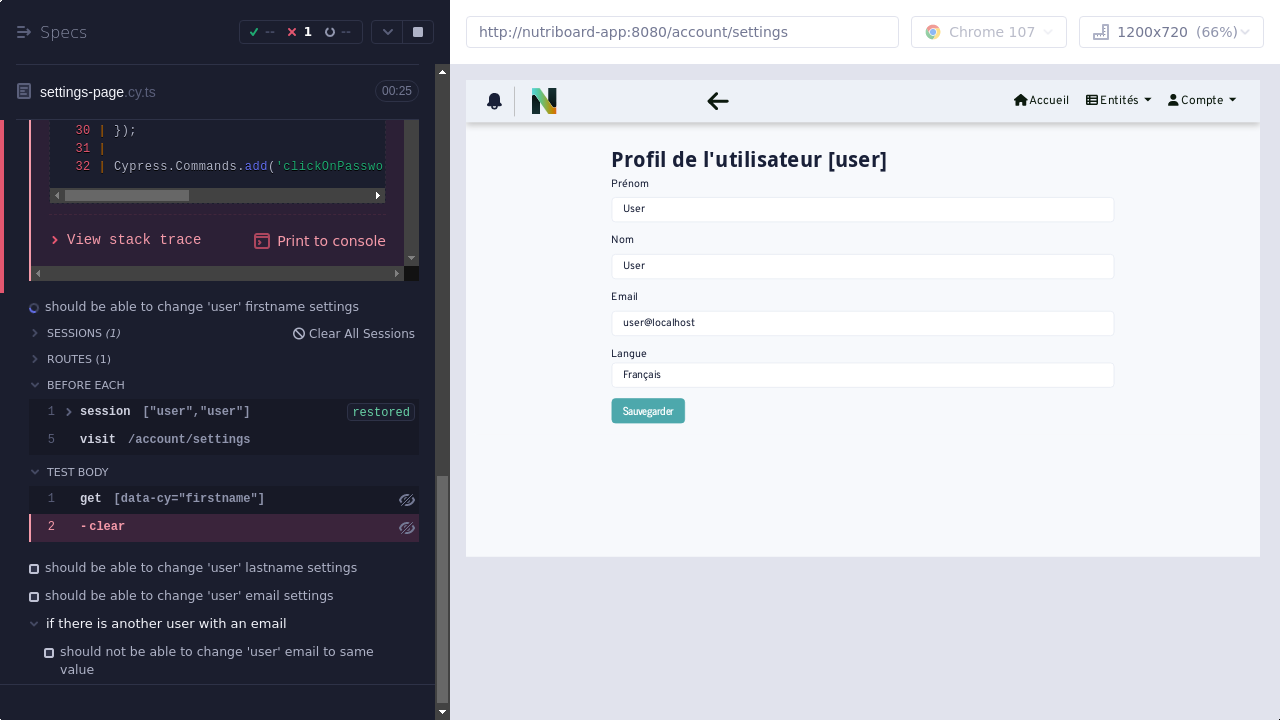 Specs
-- 1 --
settings-page.cy.ts 00:25
30 | });
31 |
32 | Cypress.Commands.add('clickOnPasswo
View stack trace
Print to console
should be able to change 'user' firstname settings
SESSIONS (1) Clear All Sessions
ROUTES (1)
BEFORE EACH
1 session ["user","user"] restored
5 visit /account/settings
TEST BODY
1 get [data-cy="firstname"]
2 -clear
should be able to change 'user' lastname settings
should be able to change 'user' email settings
if there is another user with an email
should not be able to change 'user' email to same
value
http://nutriboard-app:8080/account/settings
Chrome 107
1200x720 (66%)
Accueil Entités Compte
Profil de l'utilisateur [user]
Prénom
User
Nom
User
Email
user@localhost
Langue
Français
Sauvegarder